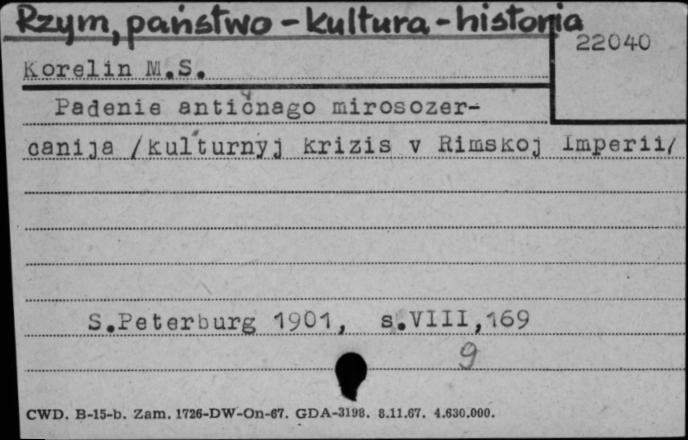 Rzym, państwo - kultura - historia
22040
Korelin M.S.
Padenie antičnago mirosozer-
canija /kul'turnyj krizis v Rimskoj Imperii/
S.Peterburg 1901, s.VIII,169
9
CWD. B-15-b. Zam. 1726-DW-On-67. GDA-3198. 8.11.67. 4.630.000.